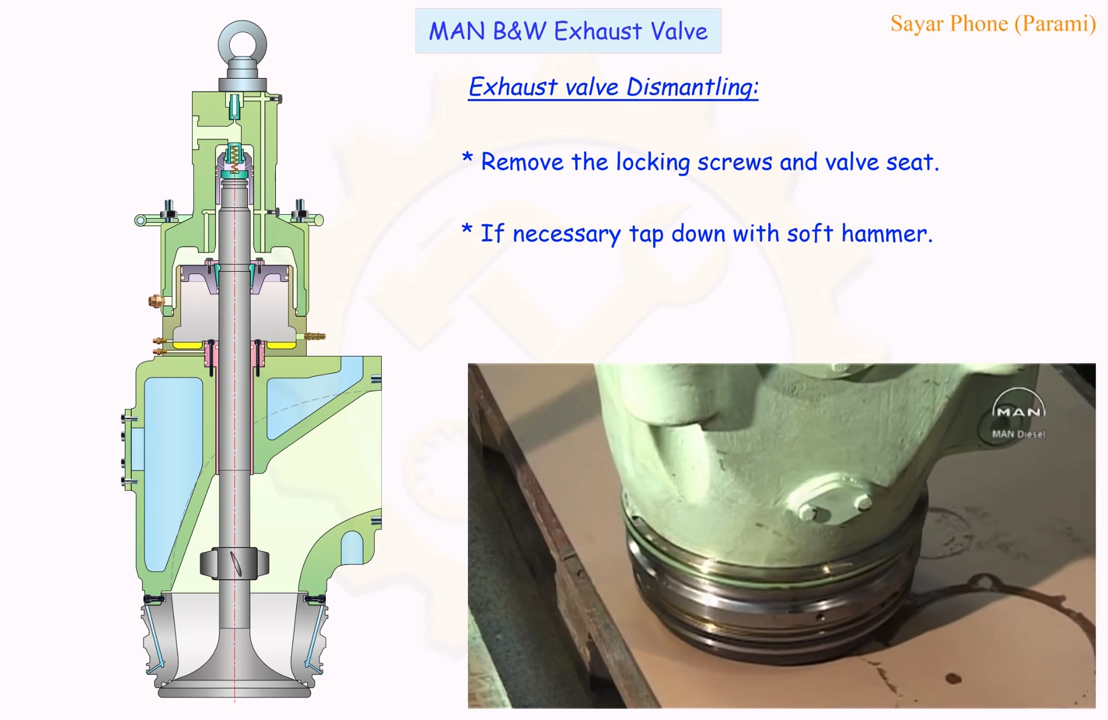 MAN B&W Exhaust Valve
Sayar Phone (Parami)
Exhaust valve Dismantling:
* Remove the locking screws and valve seat.
* If necessary tap down with soft hammer.
MAN
MAN Diesel